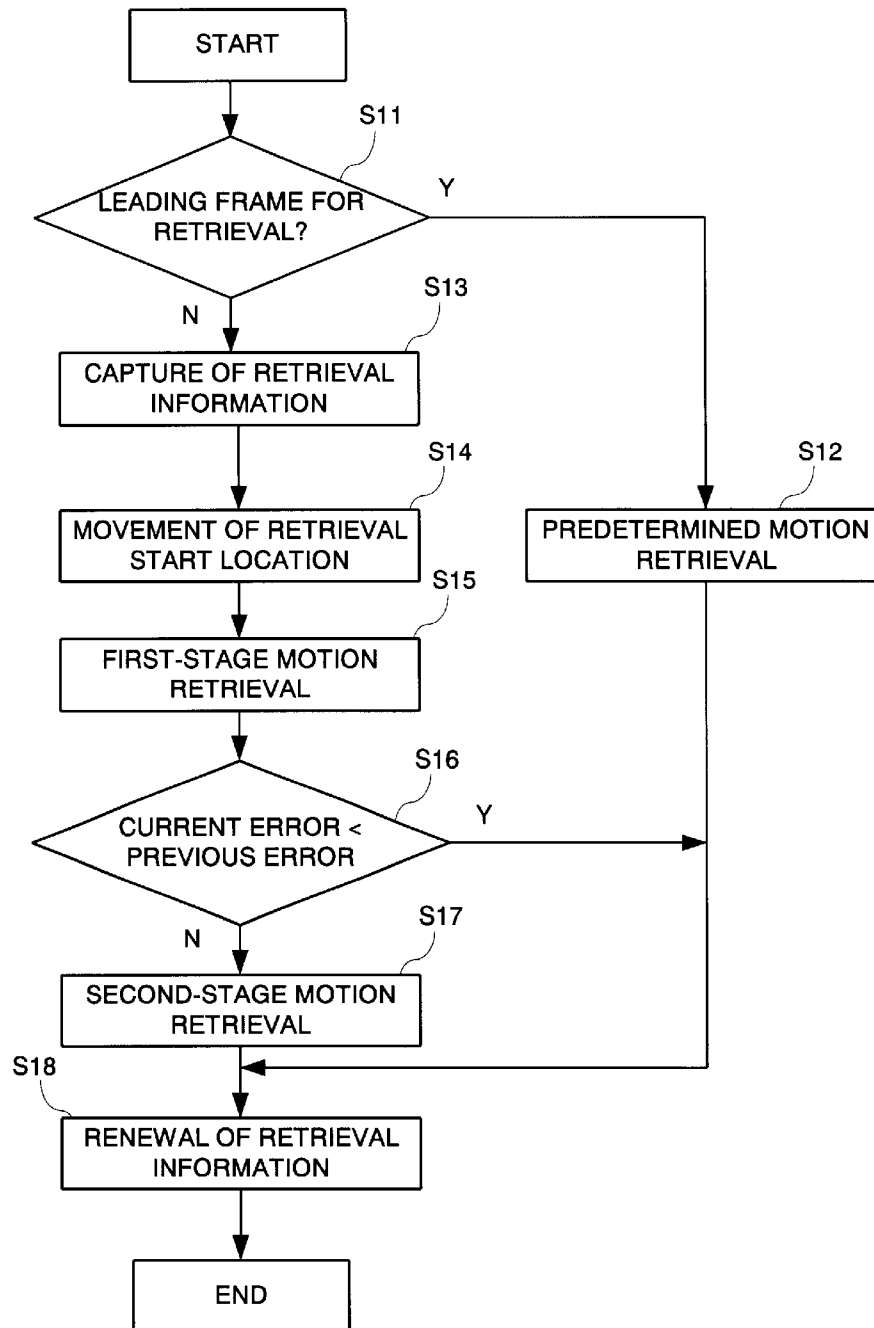 START
S11
LEADING FRAME FOR
RETRIEVAL?
Y
N
S13
CAPTURE OF RETRIEVAL
INFORMATION
S14
MOVEMENT OF RETRIEVAL
START LOCATION
S12
PREDETERMINED MOTION
RETRIEVAL
S15
FIRST-STAGE MOTION
RETRIEVAL
S16
CURRENT ERROR <
PREVIOUS ERROR
Y
N
S17
SECOND-STAGE MOTION
RETRIEVAL
S18
RENEWAL OF RETRIEVAL
INFORMATION
END